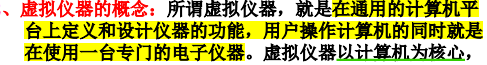 、虚拟仪器的概念：所谓虚拟仪器，就是在通用的计算机平
台上定义和设计仪器的功能，用户操作计算机的同时就是
在使用一台专门的电子仪器。虚拟仪器以计算机为核心，